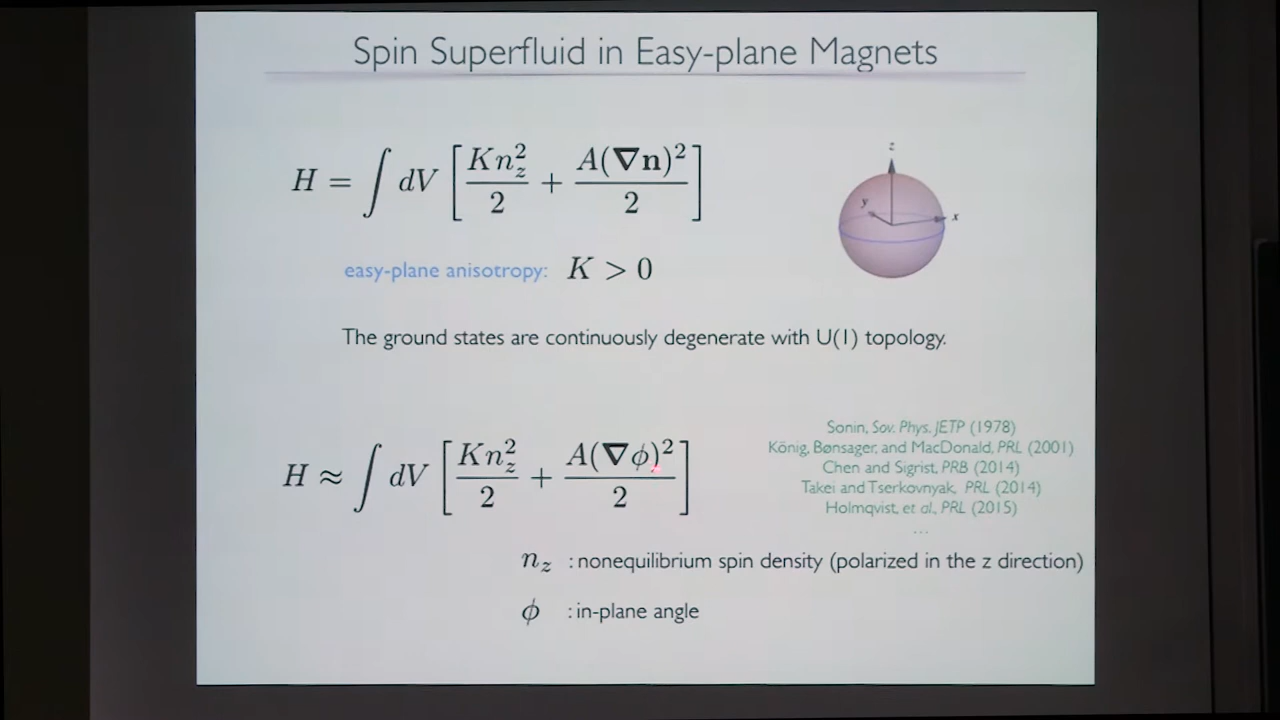 Spin Superfluid in Easy-plane Magnets
H = ∫ dV [ Kn_z^2 / 2 + A(∇n)^2 / 2 ]
z
y
x
easy-plane anisotropy: K > 0
The ground states are continuously degenerate with U(1) topology.
H ≈ ∫ dV [ Kn_z^2 / 2 + A(∇ϕ)^2 / 2 ]
Sonin, Sov. Phys. JETP (1978)
König, Bønsager, and MacDonald, PRL (2001)
Chen and Sigrist, PRB (2014)
Takei and Tserkovnyak, PRL (2014)
Holmqvist, et al., PRL (2015)
...
n_z : nonequilibrium spin density (polarized in the z direction)
ϕ : in-plane angle